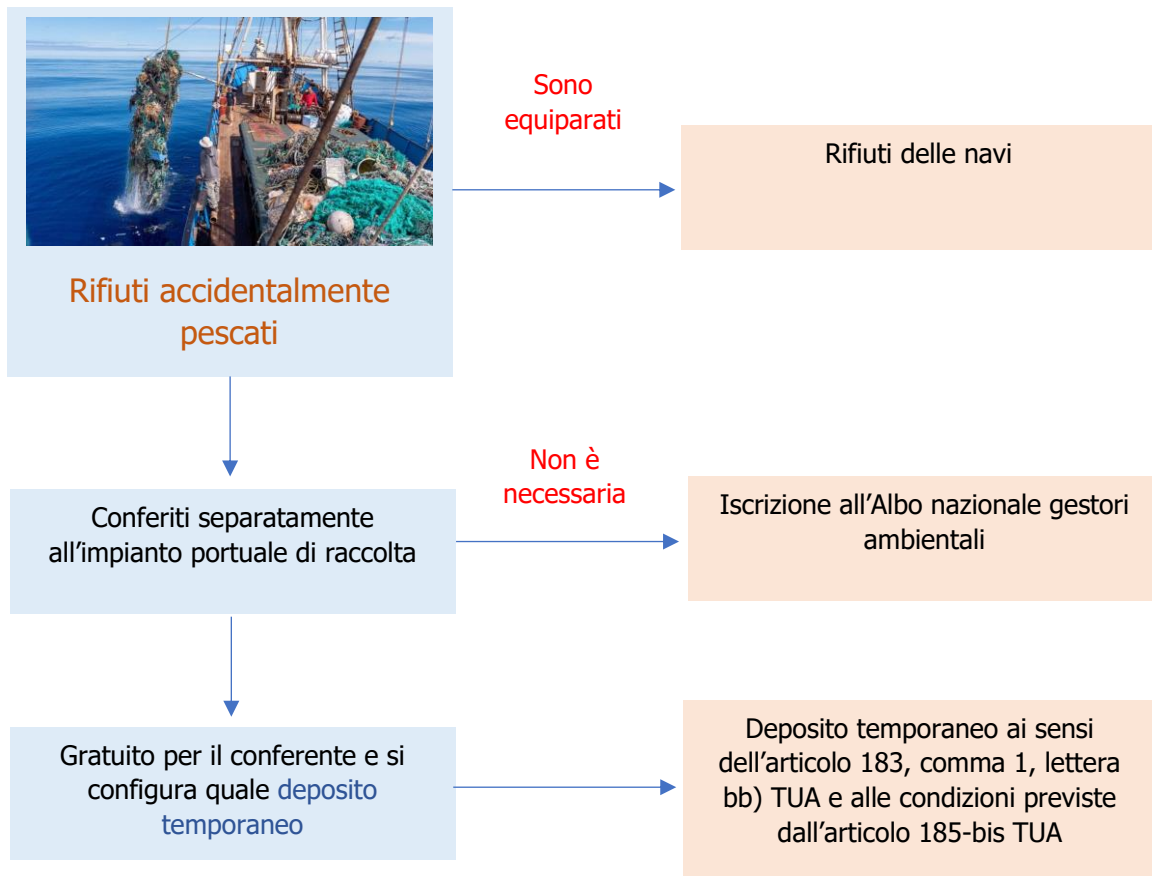 Sono
equiparati
Rifiuti delle navi
Rifiuti accidentalmente
pescati
Non è
necessaria
Conferiti separatamente
all’impianto portuale di raccolta
Iscrizione all’Albo nazionale gestori
ambientali
Gratuito per il conferente e si
configura quale deposito
temporaneo
Deposito temporaneo ai sensi
dell’articolo 183, comma 1, lettera
bb) TUA e alle condizioni previste
dall’articolo 185-bis TUA